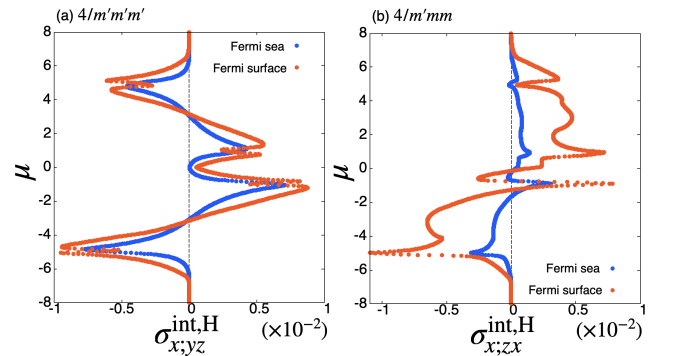 (a) 4/m′m′m′
8
6
4
2
0
-2
-4
-6
-8
μ
Fermi sea
Fermi surface
-1
-0.5
0
0.5
1
σ^{int,H}_{x;yz} (×10⁻²)
(b) 4/m′mm
8
6
4
2
0
-2
-4
-6
-8
μ
Fermi sea
Fermi surface
-1
-0.5
0
0.5
1
σ^{int,H}_{x;zx} (×10⁻²)